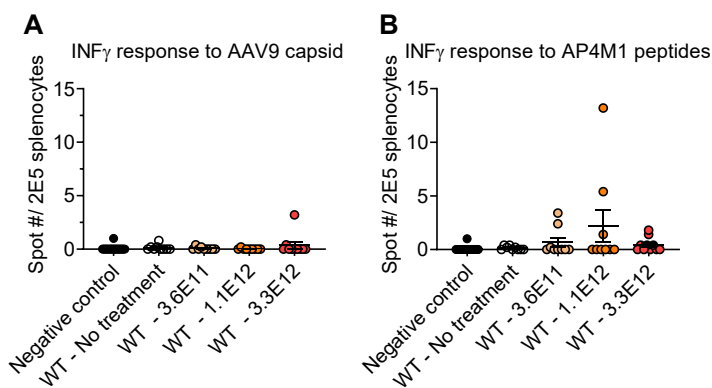 A
INFγ response to AAV9 capsid
Spot #/ 2E5 splenocytes
15
10
5
0
Negative control
WT - No treatment
WT - 3.6E11
WT - 1.1E12
WT - 3.3E12
B
INFγ response to AP4M1 peptides
Spot #/ 2E5 splenocytes
15
10
5
0
Negative control
WT - No treatment
WT - 3.6E11
WT - 1.1E12
WT - 3.3E12